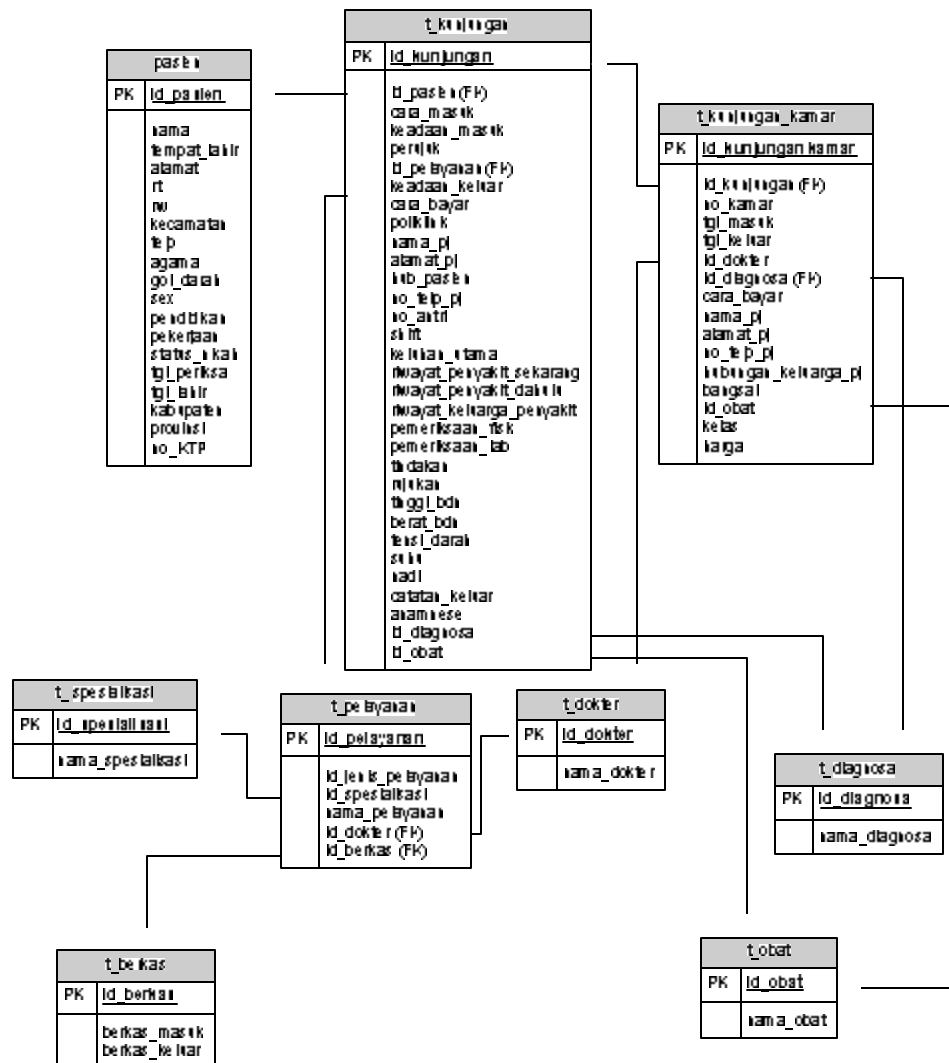 pasien
PK id_pasien
nama
tempat_lahir
alamat
rt
rw
kecamatan
telp
agama
gol_darah
sex
pendidikan
pekerjaan
status_nikah
tgl_periksa
tgl_lahir
kabupaten
provinsi
no_KTP
t_kunjungan
PK id_kunjungan
id_pasien (FK)
cara_masuk
keadaan_masuk
perujuk
id_pelayanan (FK)
keadaan_keluar
cara_bayar
poliklinik
nama_pj
alamat_pj
hub_pasien
no_telp_pj
no_antri
shift
keluhan_utama
riwayat_penyakit_sekarang
riwayat_penyakit_dahulu
riwayat_keluarga_penyakit
pemeriksaan_fisik
pemeriksaan_lab
tindakan
rujukan
tinggi_bdn
berat_bdn
tensi_darah
suhu
nadi
catatan_keluar
anamnese
id_diagnosa
id_obat
t_kunjungan_kamar
PK id_kunjungan kamar
id_kunjungan (FK)
no_kamar
tgl_masuk
tgl_keluar
id_dokter
id_diagnosa (FK)
cara_bayar
nama_pj
alamat_pj
no_telp_pj
hubungan_keluarga_pj
bangsal
id_obat
kelas
harga
t_spesialisasi
PK id_spesialisasi
nama_spesialisasi
t_pelayanan
PK id_pelayanan
id_jenis_pelayanan
id_spesialisasi
nama_pelayanan
id_dokter (FK)
id_berkas (FK)
t_dokter
PK id_dokter
nama_dokter
t_diagnosa
PK id_diagnosa
nama_diagnosa
t_berkas
PK id_berkas
berkas_masuk
berkas_keluar
t_obat
PK id_obat
nama_obat